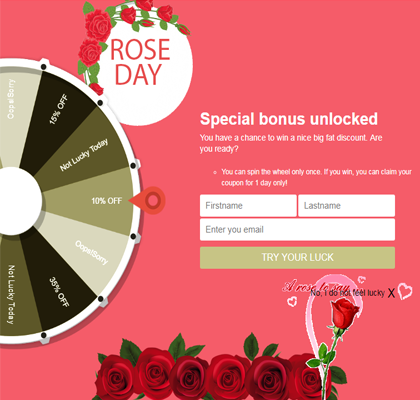 ROSE
DAY
Oops!Sorry
15% OFF
Not Lucky Today
10% OFF
Oops!Sorry
35% OFF
Not Lucky Today
Special bonus unlocked
You have a chance to win a nice big fat discount. Are
you ready?
You can spin the wheel only once. If you win, you can claim your
coupon for 1 day only!
Firstname
Lastname
Enter you email
TRY YOUR LUCK
A rose to say
No, I do not feel lucky X